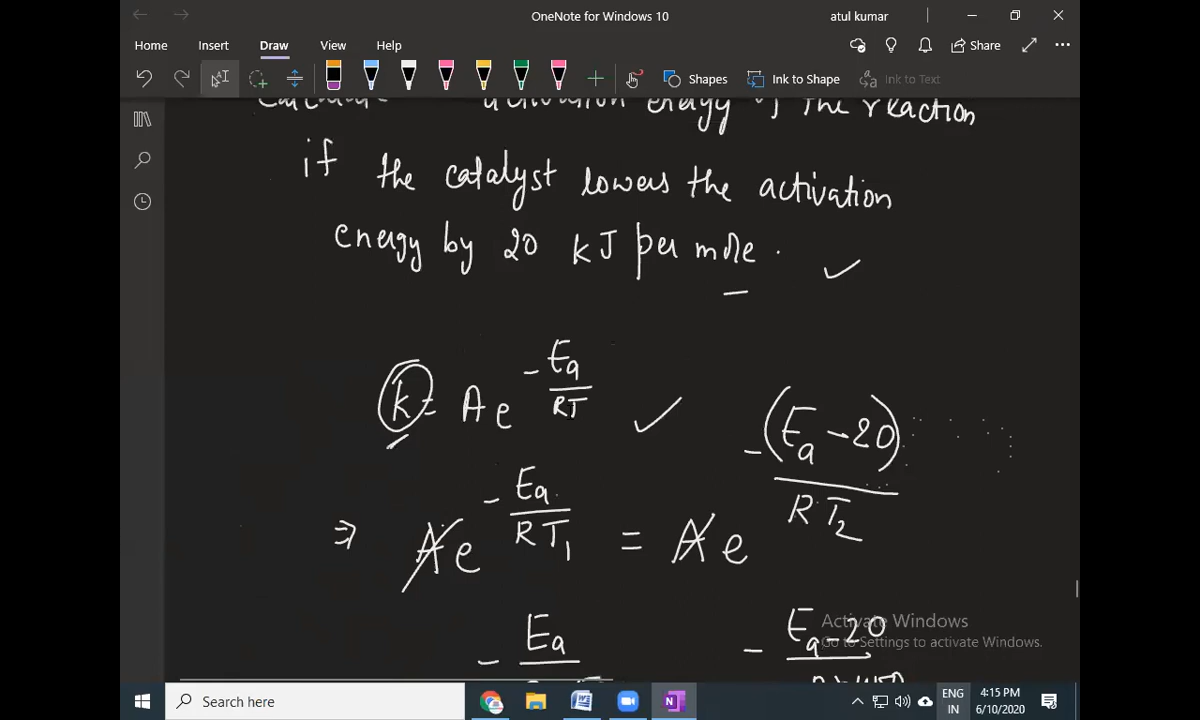 OneNote for Windows 10
atul kumar
Home Insert Draw View Help
Share
Shapes
Ink to Shape
Ink to Text
activation energy of the reaction
if the catalyst lowers the activation
energy by 20 kJ per mole.
k = A e^{-Ea/RT}
-(Ea-20)/RT2
⇒ A e^{-Ea/RT1} = A e
- Ea
- Ea-20
Activate Windows
Go to Settings to activate Windows.
Search here
ENG
IN
4:15 PM
6/10/2020